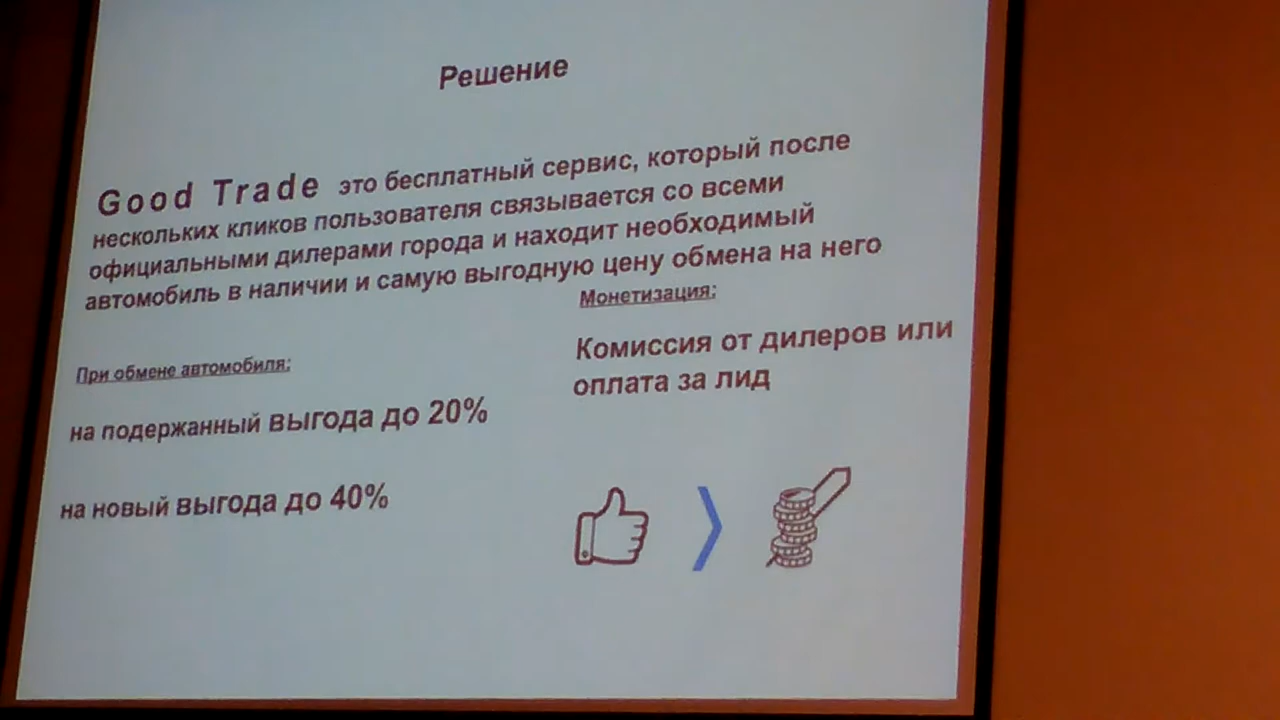 Решение
Good Trade это бесплатный сервис, который после
нескольких кликов пользователя связывается со всеми
официальными дилерами города и находит необходимый
автомобиль в наличии и самую выгодную цену обмена на него
При обмене автомобиля:
на подержанный выгода до 20%
на новый выгода до 40%
Монетизация:
Комиссия от дилеров или
оплата за лид